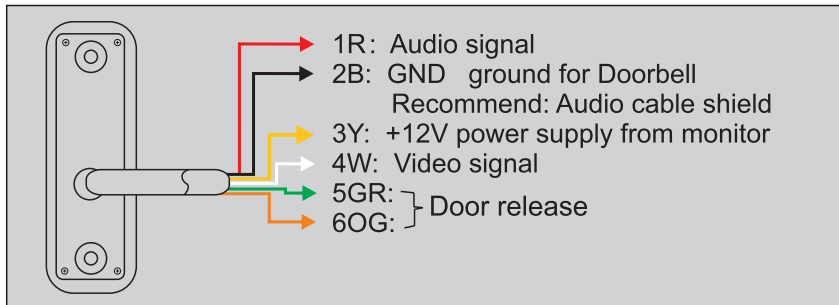 1R: Audio signal
2B: GND ground for Doorbell
Recommend: Audio cable shield
3Y: +12V power supply from monitor
4W: Video signal
5GR:
6OG:
Door release